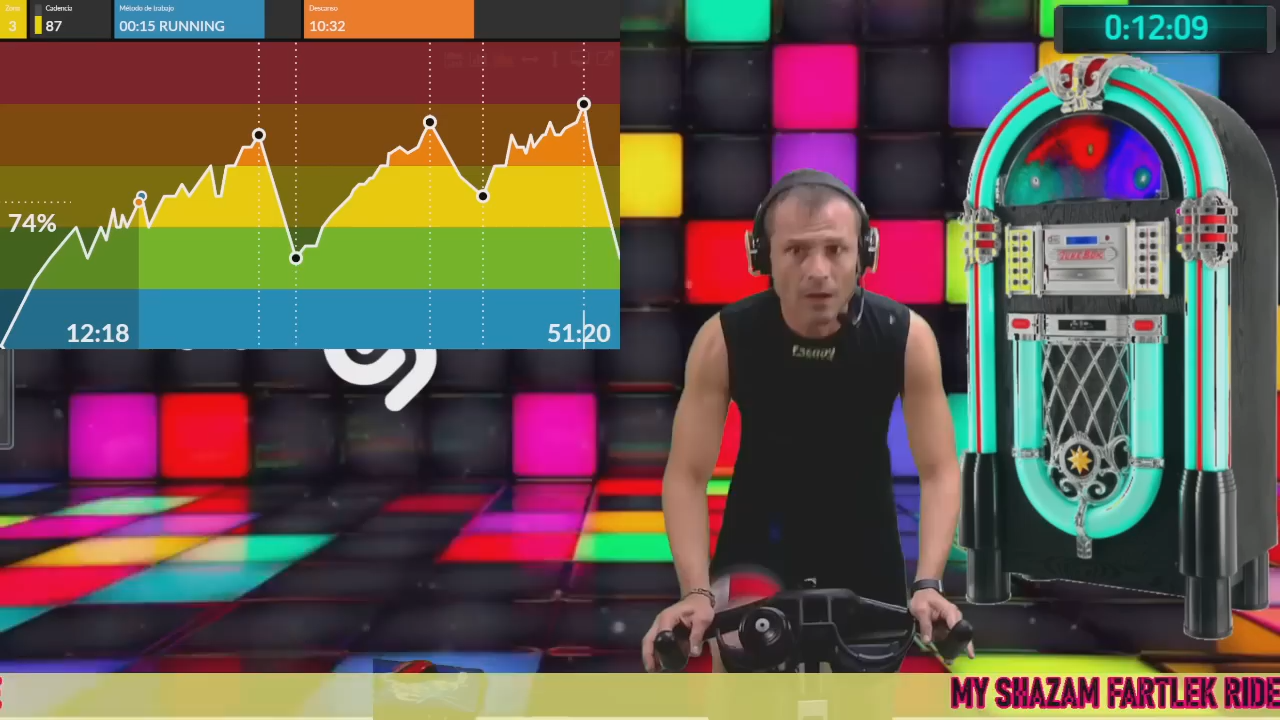 Zona
3
Cadencia
87
Método de trabajo
00:15 RUNNING
Descanso
10:32
0:12:09
74%
12:18
51:20
JUKEBOX
MY SHAZAM FARTLEK RIDE